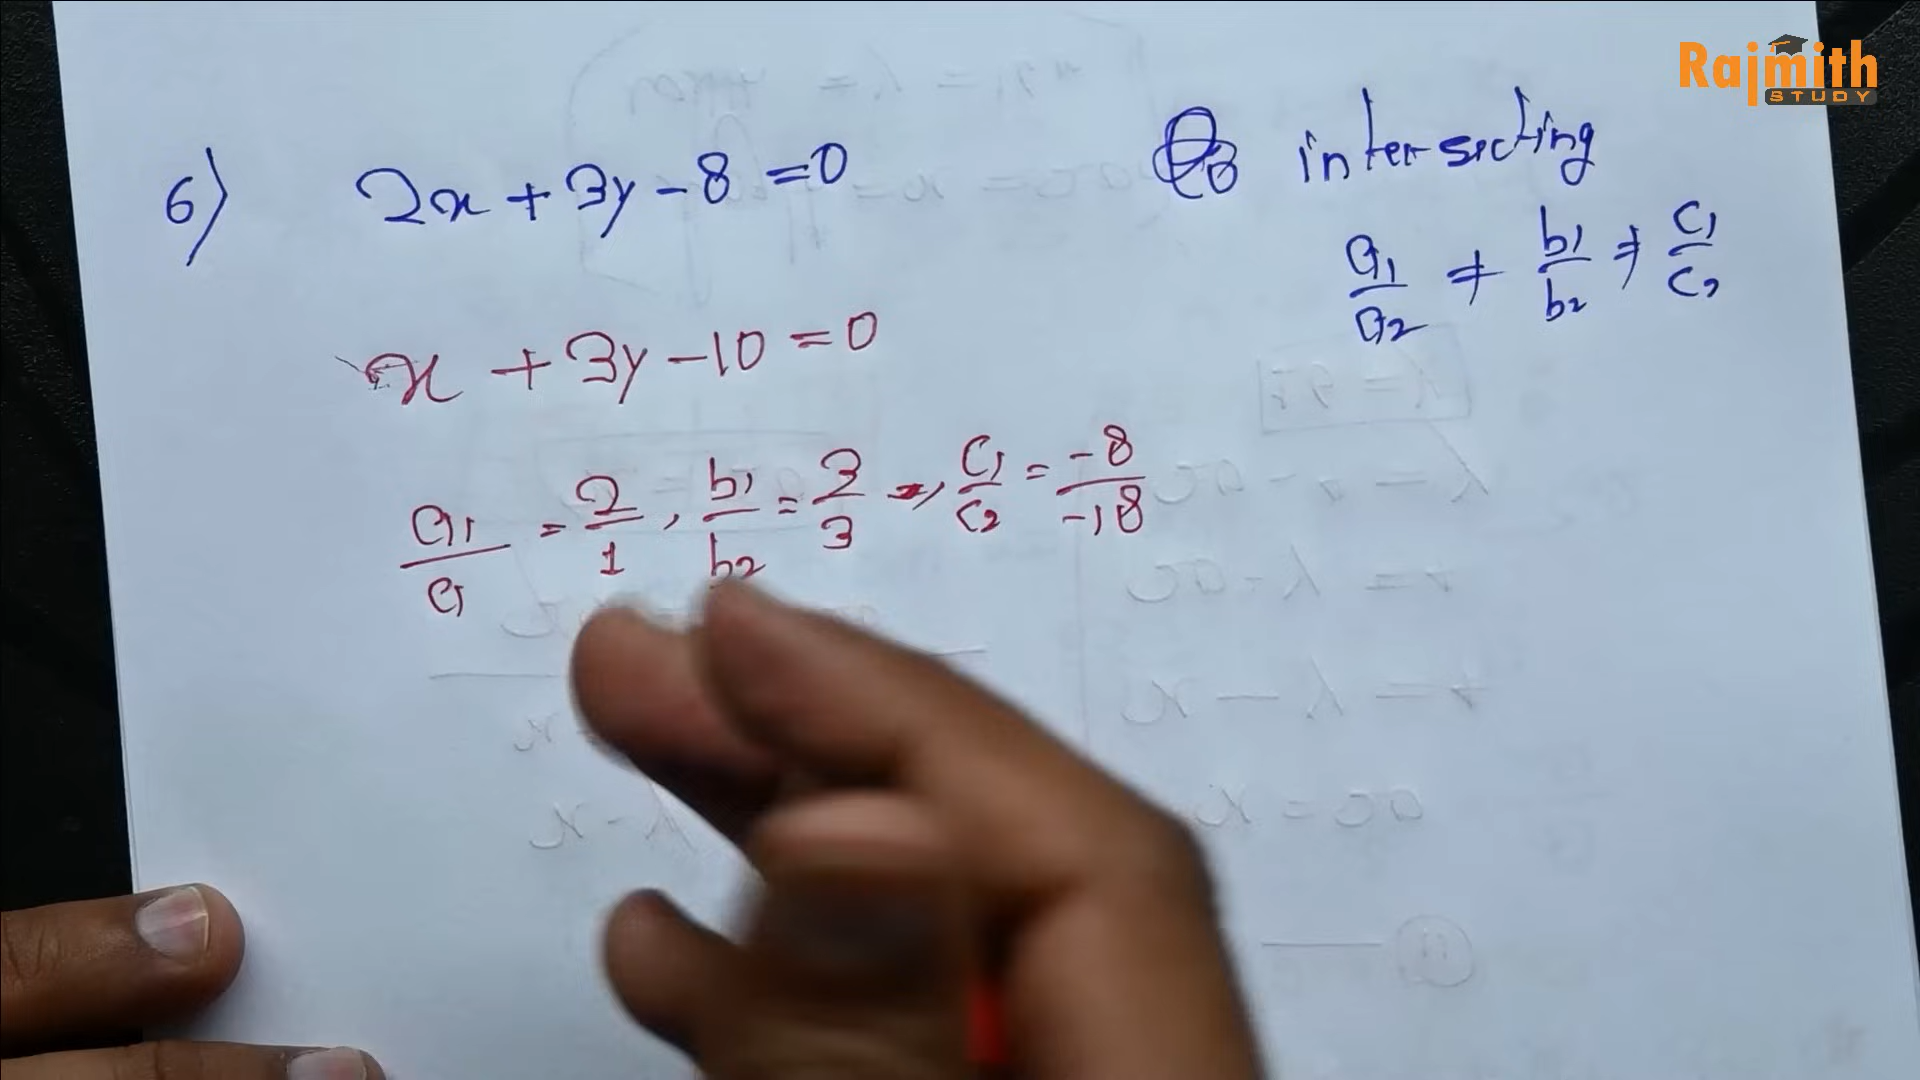 Rajmith
STUDY
6) 2x + 3y - 8 = 0
intersecting
a1/a2 ≠ b1/b2 ≠ c1/c2
x + 3y - 10 = 0
a1/a = 2/1 , b1/b2 = 3/3 , c1/c2 = -8/-18